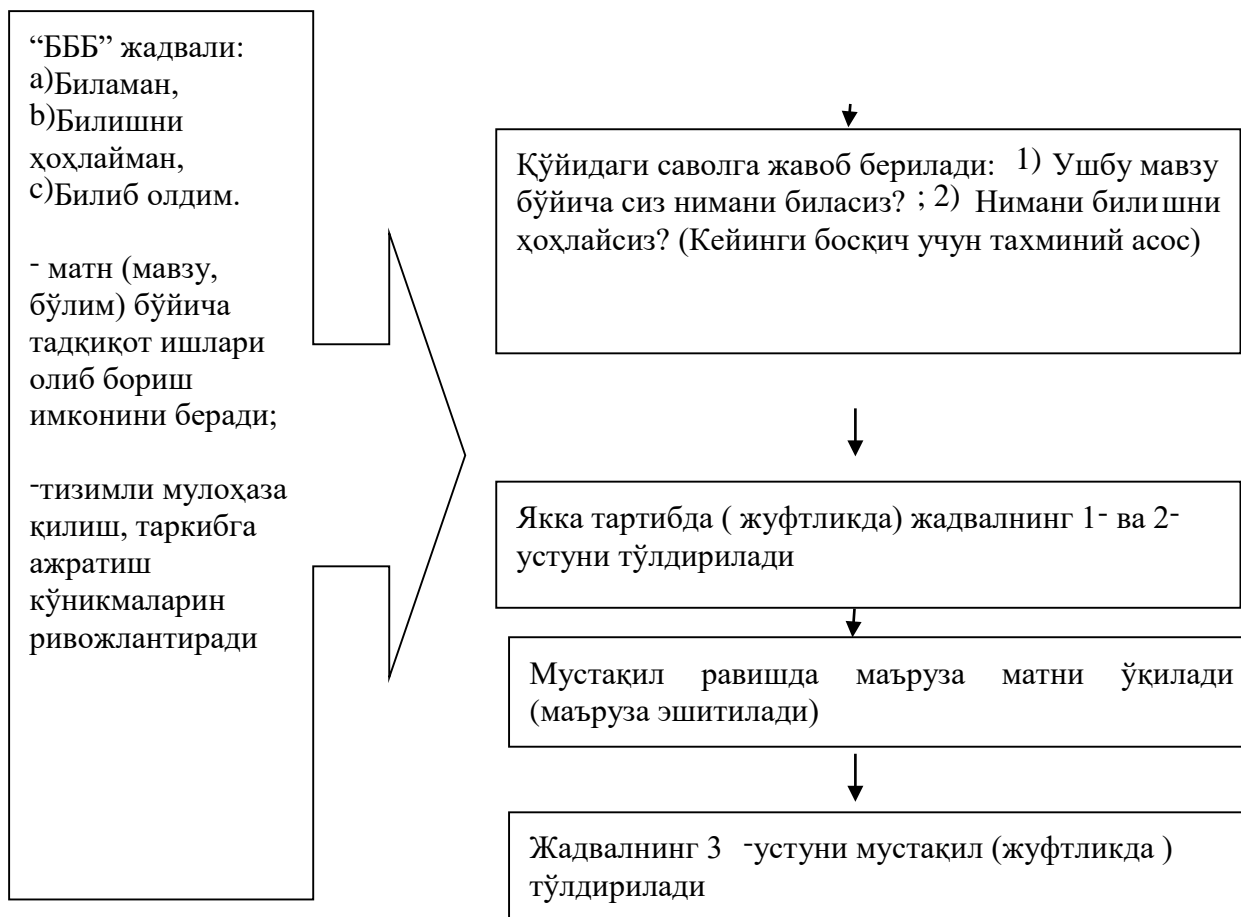 “БББ” жадвали:
a)Биламан,
b)Билишни
ҳоҳлайман,
c)Билиб олдим.
- матн (мавзу,
бўлим) бўйича
тадқиқот ишлари
олиб бориш
имконини беради;
-тизимли мулоҳаза
қилиш, таркибга
ажратиш
кўникмаларин
ривожлантиради
Қўйидаги саволга жавоб берилади: 1) Ушбу мавзу
бўйича сиз нимани биласиз? ; 2) Нимани билишни
ҳоҳлайсиз? (Кейинги босқич учун тахминий асос)
Якка тартибда ( жуфтликда) жадвалнинг 1- ва 2-
устуни тўлдирилади
Мустақил равишда маъруза матни ўқилади
(маъруза эшитилади)
Жадвалнинг 3 -устуни мустақил (жуфтликда )
тўлдирилади